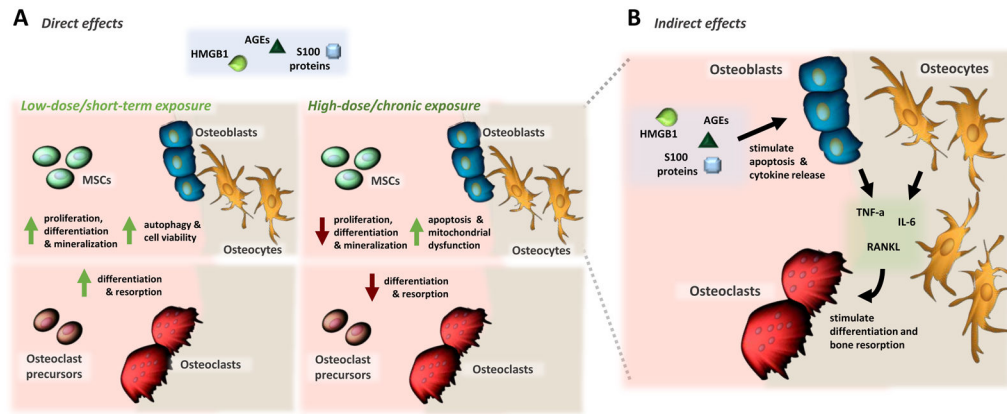 A Direct effects
HMGB1
AGEs
S100
proteins
Low-dose/short-term exposure
Osteoblasts
MSCs
proliferation,
differentiation
& mineralization
autophagy &
cell viability
Osteocytes
differentiation
& resorption
Osteoclast
precursors
Osteoclasts
High-dose/chronic exposure
Osteoblasts
MSCs
proliferation,
differentiation
& mineralization
apoptosis &
mitochondrial
dysfunction
Osteocytes
differentiation
& resorption
Osteoclast
precursors
Osteoclasts
B Indirect effects
Osteoblasts
Osteocytes
HMGB1
AGEs
S100
proteins
stimulate
apoptosis &
cytokine release
TNF-a
IL-6
RANKL
Osteoclasts
stimulate
differentiation and
bone resorption